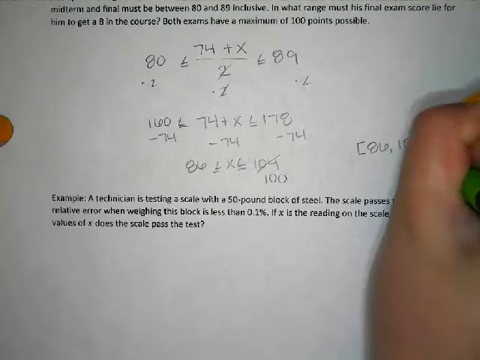 midterm and final must be between 80 and 89 inclusive. In what range must his final exam score lie for
him to get a B in the course? Both exams have a maximum of 100 points possible.
80 ≤ (74 + x)/2 ≤ 89
·2 ·2 ·2
160 ≤ 74 + x ≤ 178
-74 -74 -74
86 ≤ x ≤ 104
100
[86, 1
Example: A technician is testing a scale with a 50-pound block of steel. The scale passes
relative error when weighing this block is less than 0.1%. If x is the reading on the scale
values of x does the scale pass the test?